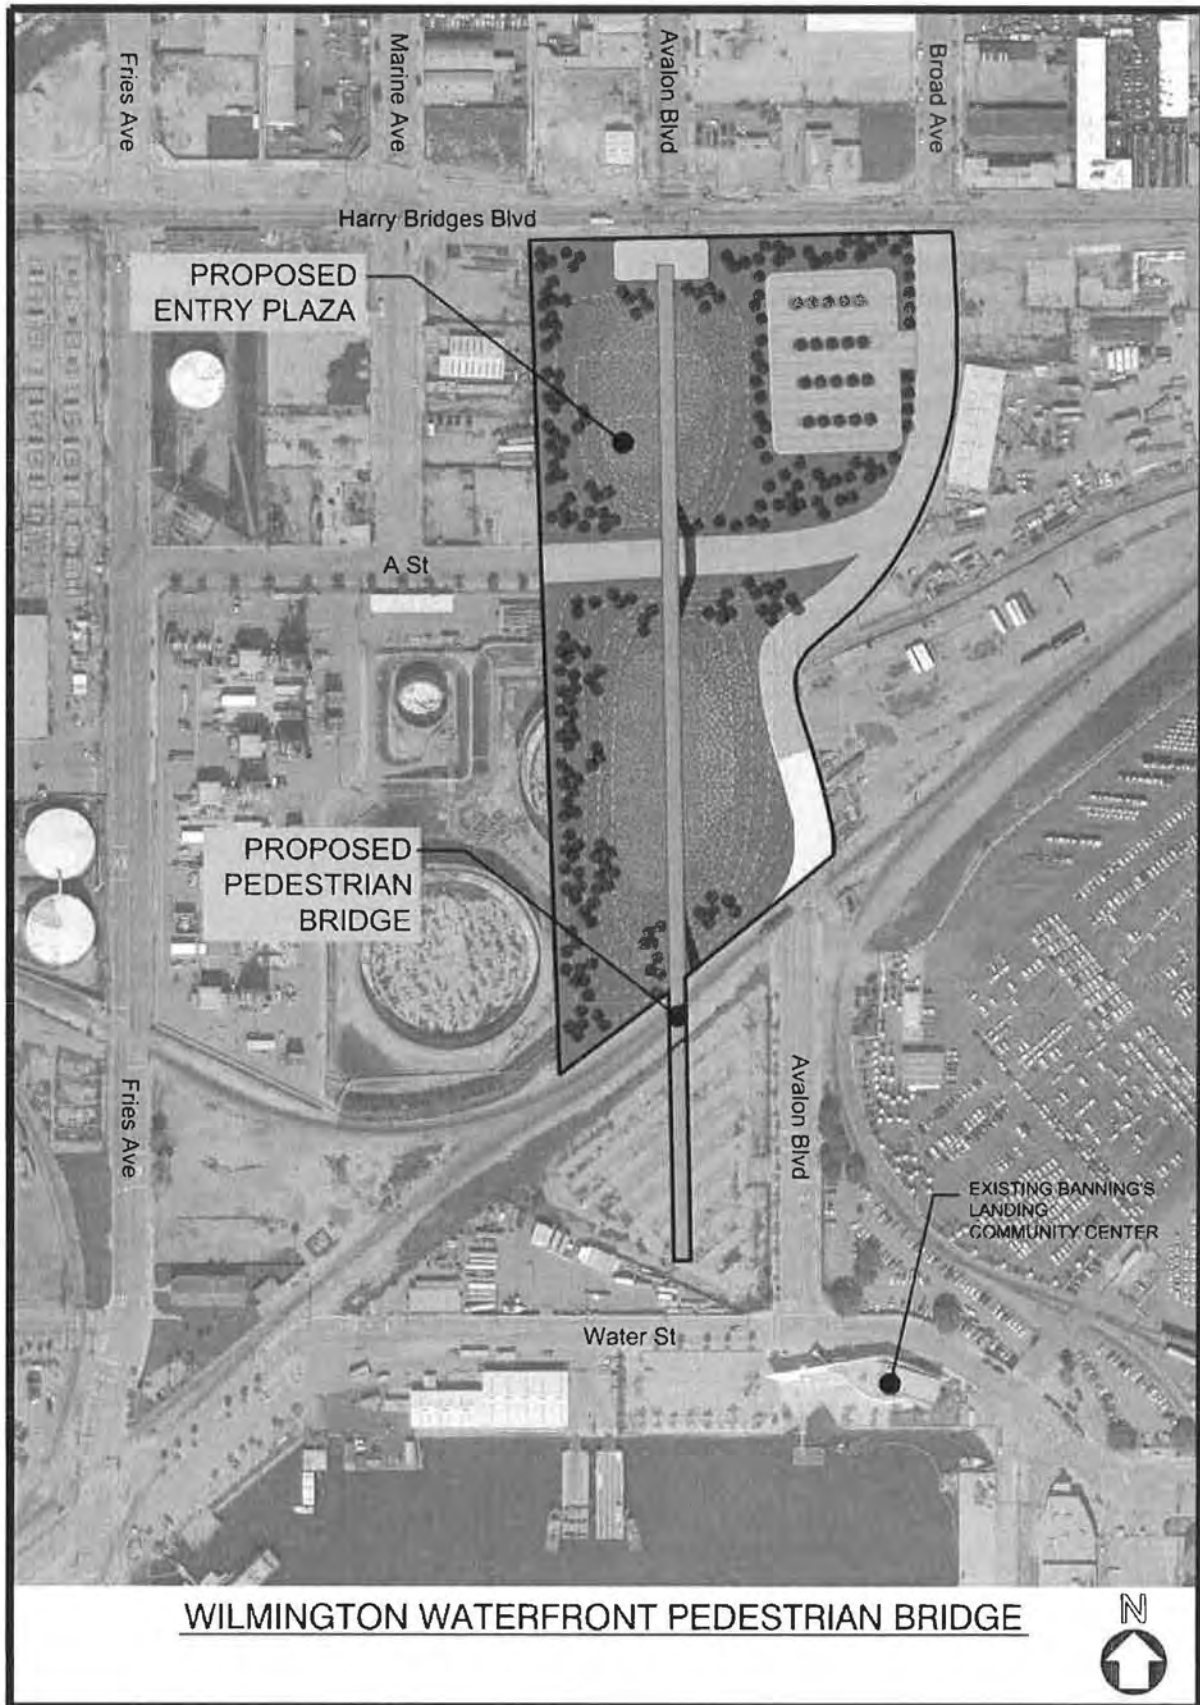 Fries Ave
Marine Ave
Avalon Blvd
Broad Ave
Harry Bridges Blvd
PROPOSED
ENTRY PLAZA
A St
PROPOSED
PEDESTRIAN
BRIDGE
Fries Ave
Avalon Blvd
EXISTING BANNING'S
LANDING
COMMUNITY CENTER
Water St
WILMINGTON WATERFRONT PEDESTRIAN BRIDGE
N